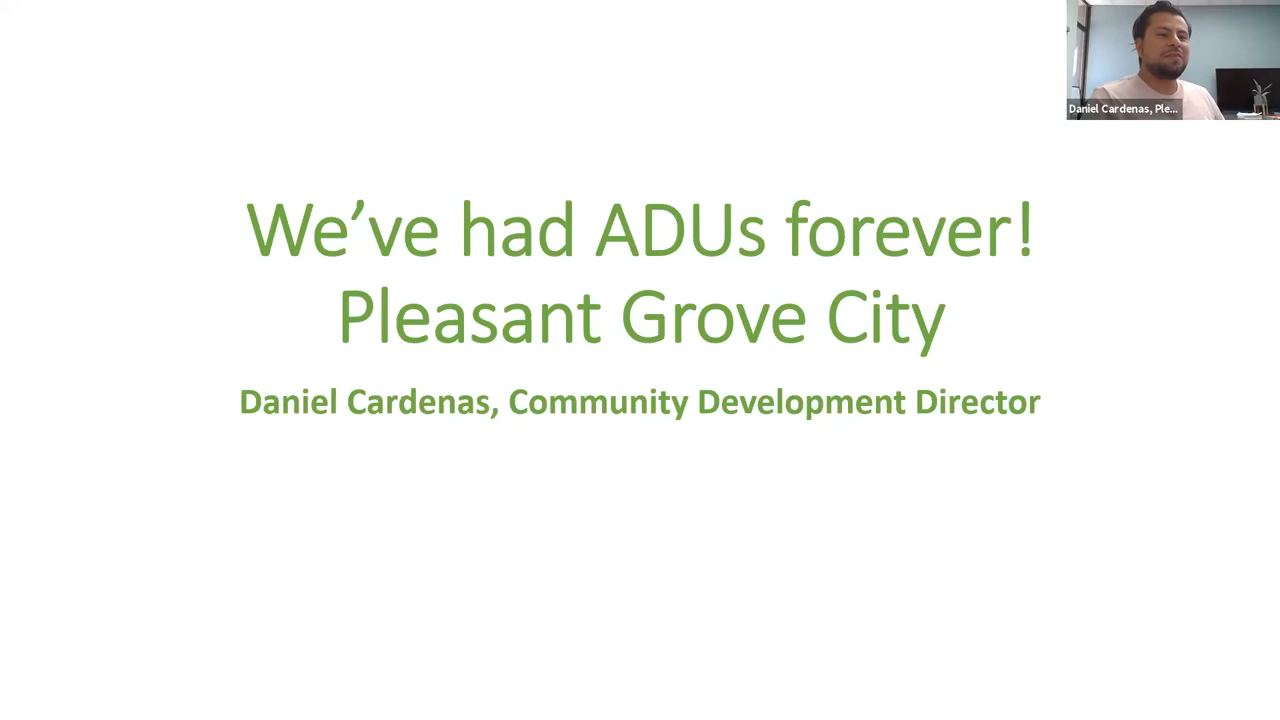 Daniel Cardenas, Ple...
We've had ADUs forever!
Pleasant Grove City
Daniel Cardenas, Community Development Director